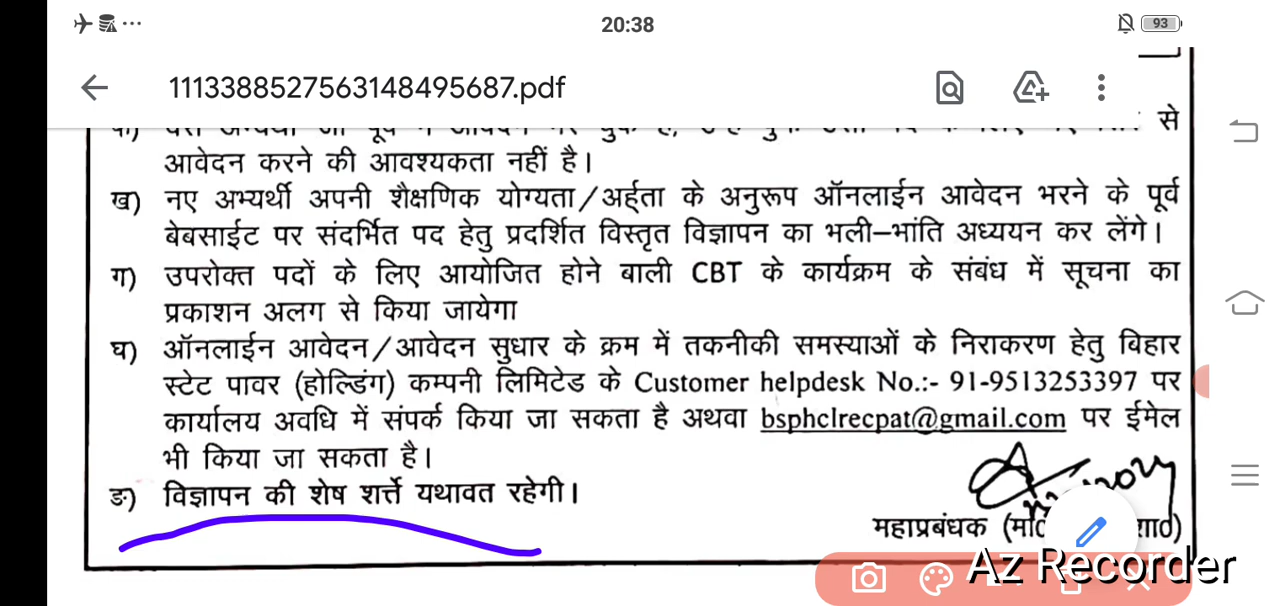 20:38
93
1113388527563148495687.pdf
से
आवेदन करने की आवश्यकता नहीं है।
ख) नए अभ्यर्थी अपनी शैक्षणिक योग्यता/अर्हता के अनुरूप ऑनलाईन आवेदन भरने के पूर्व
बेबसाईट पर संदर्भित पद हेतु प्रदर्शित विस्तृत विज्ञापन का भली–भांति अध्ययन कर लेंगे।
ग) उपरोक्त पदों के लिए आयोजित होने बाली CBT के कार्यक्रम के संबंध में सूचना का
प्रकाशन अलग से किया जायेगा
घ) ऑनलाईन आवेदन/आवेदन सुधार के क्रम में तकनीकी समस्याओं के निराकरण हेतु बिहार
स्टेट पावर (होल्डिंग) कम्पनी लिमिटेड के Customer helpdesk No.:- 91-9513253397 पर
कार्यालय अवधि में संपर्क किया जा सकता है अथवा bsphclrecpat@gmail.com पर ईमेल
भी किया जा सकता है।
ङ) विज्ञापन की शेष शर्त्ते यथावत रहेगी।
महाप्रबंधक
Az Recorder